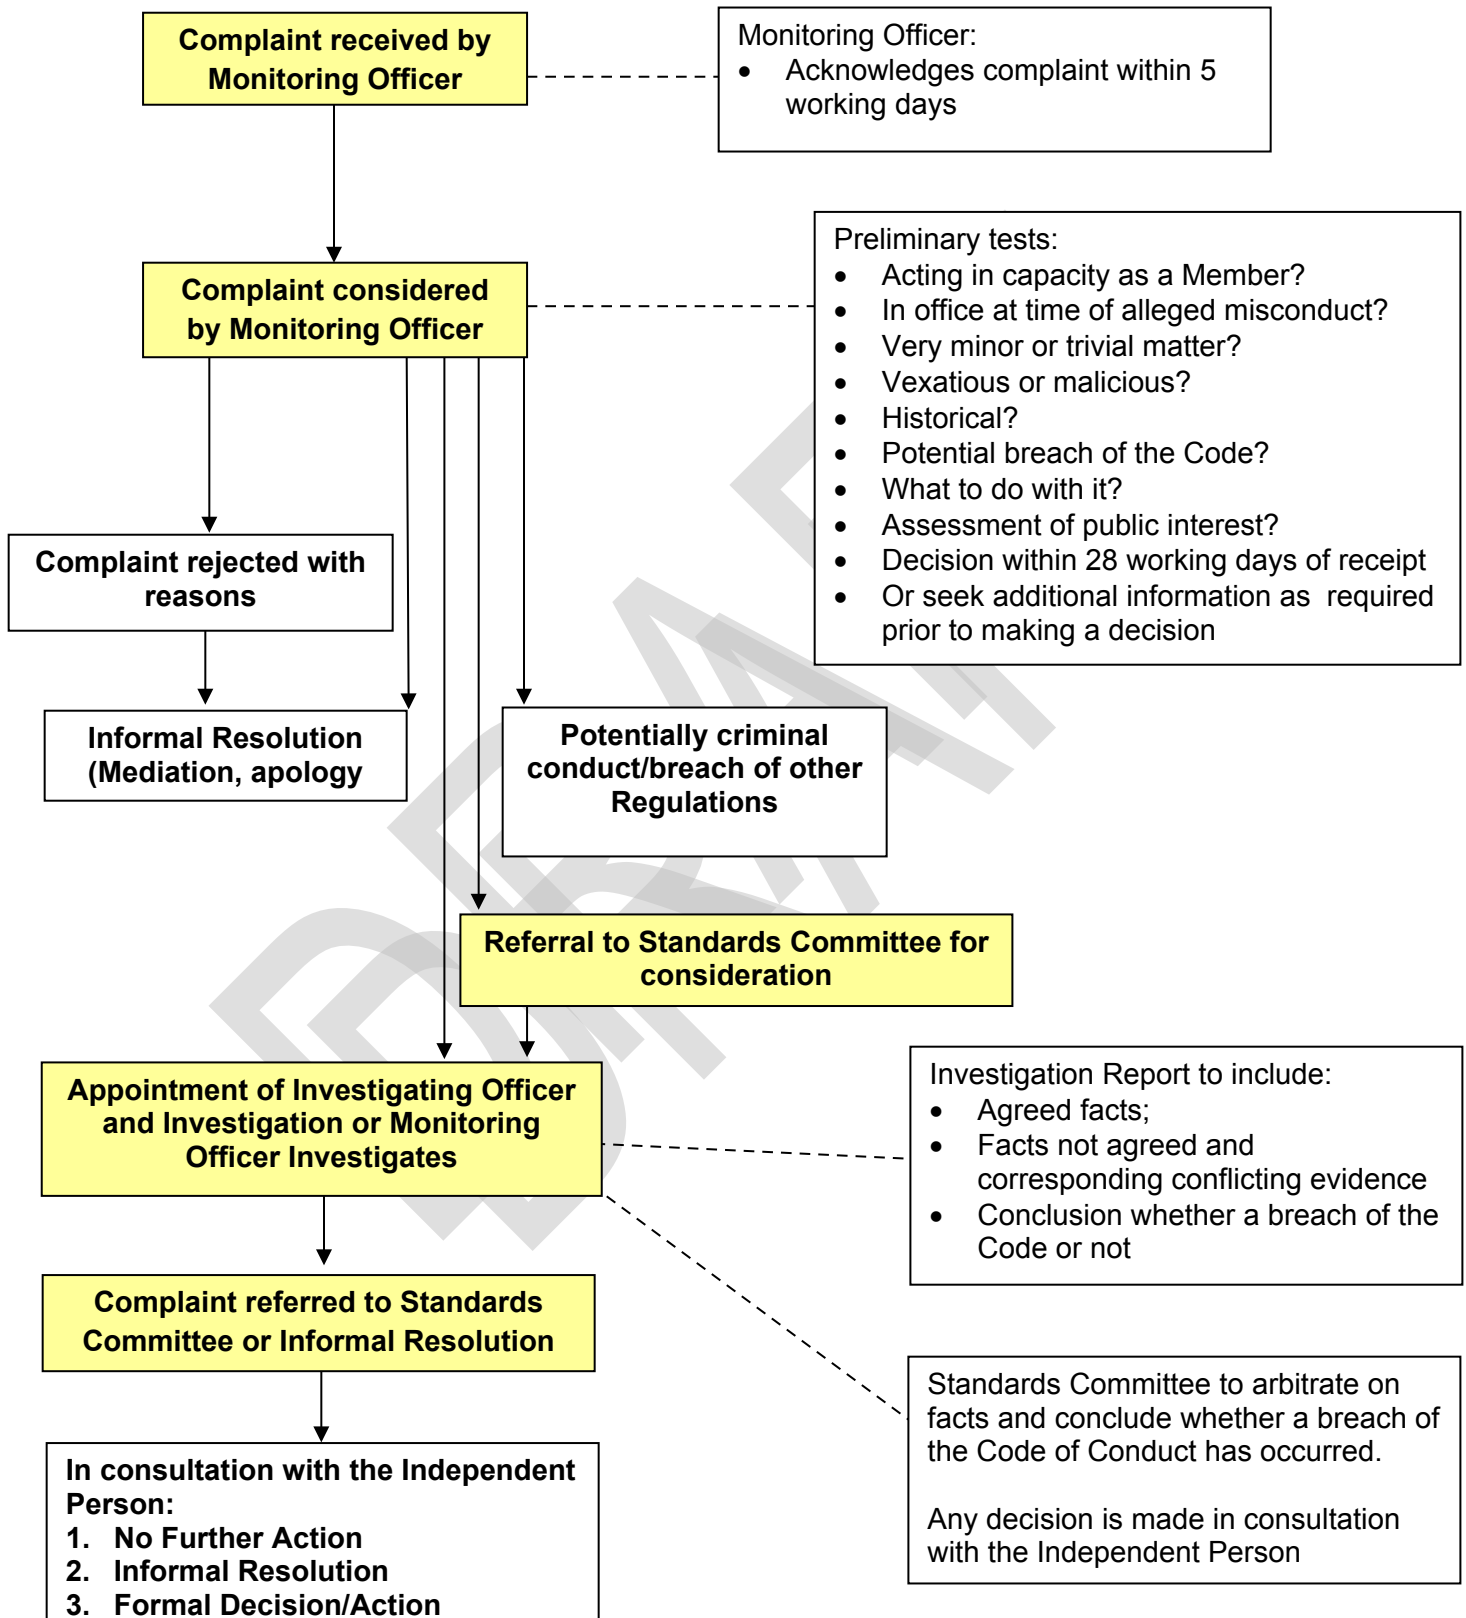 Complaint received by
Monitoring Officer
Monitoring Officer:
• Acknowledges complaint within 5
working days
Complaint considered
by Monitoring Officer
Preliminary tests:
• Acting in capacity as a Member?
• In office at time of alleged misconduct?
• Very minor or trivial matter?
• Vexatious or malicious?
• Historical?
• Potential breach of the Code?
• What to do with it?
• Assessment of public interest?
• Decision within 28 working days of receipt
• Or seek additional information as required
prior to making a decision
Complaint rejected with
reasons
Informal Resolution
(Mediation, apology
Potentially criminal
conduct/breach of other
Regulations
Referral to Standards Committee for
consideration
Appointment of Investigating Officer
and Investigation or Monitoring
Officer Investigates
Investigation Report to include:
• Agreed facts;
• Facts not agreed and
corresponding conflicting evidence
• Conclusion whether a breach of the
Code or not
Complaint referred to Standards
Committee or Informal Resolution
Standards Committee to arbitrate on
facts and conclude whether a breach of
the Code of Conduct has occurred.
Any decision is made in consultation
with the Independent Person
In consultation with the Independent
Person:
1. No Further Action
2. Informal Resolution
3. Formal Decision/Action